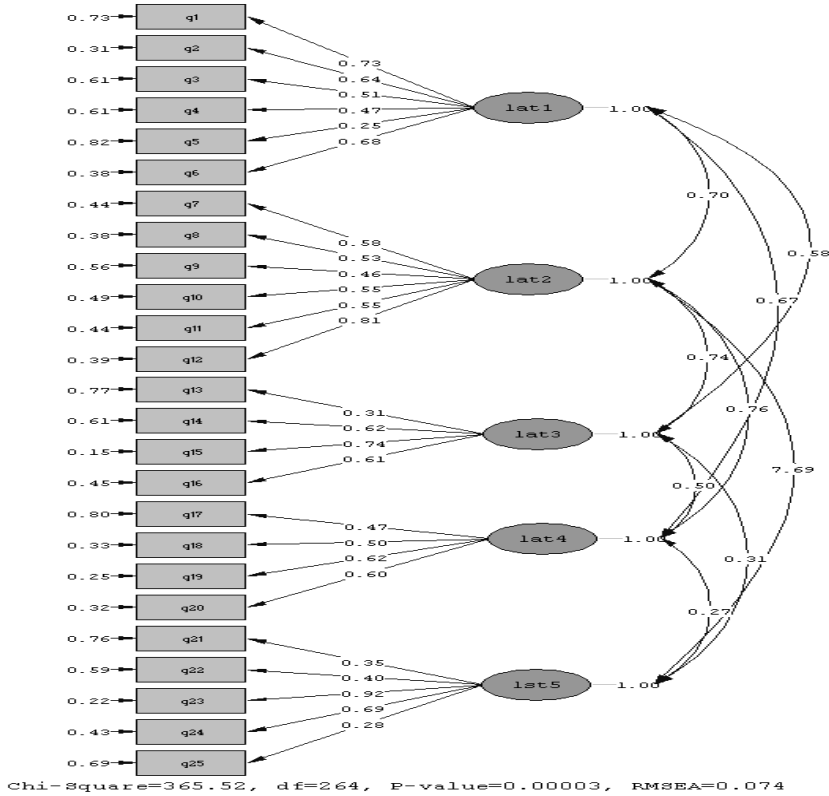 0.73 q1
0.31 q2
0.73
0.64
0.61 q3
0.51
lat1 1.00
0.61 q4
0.47
0.25
0.82 q5
0.68
0.38 q6
0.70
0.44 q7
0.38 q8
0.58
0.58
0.53
0.56 q9
0.46
lat2 1.00
0.49 q10
0.55
0.67
0.44 q11
0.55
0.81
0.39 q12
0.74
0.77 q13
0.31
0.76
0.61 q14
0.62
lat3 1.00
0.15 q15
0.74
0.61
7.69
0.45 q16
0.50
0.80 q17
0.47
0.33 q18
0.50
lat4 1.00
0.62
0.31
0.25 q19
0.60
0.32 q20
0.27
0.76 q21
0.35
0.59 q22
0.40
lst5 1.00
0.22 q23
0.92
0.69
0.43 q24
0.28
0.69 q25
Chi-Square=365.52, df=264, P-value=0.00003, RMSEA=0.074